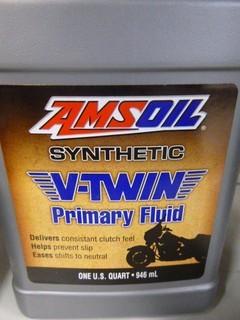 AMSOIL
SYNTHETIC
V-TWIN
Primary Fluid
Delivers consistant clutch feel
Helps prevent slip
Eases shifts to neutral
ONE U.S. QUART • 946 mL